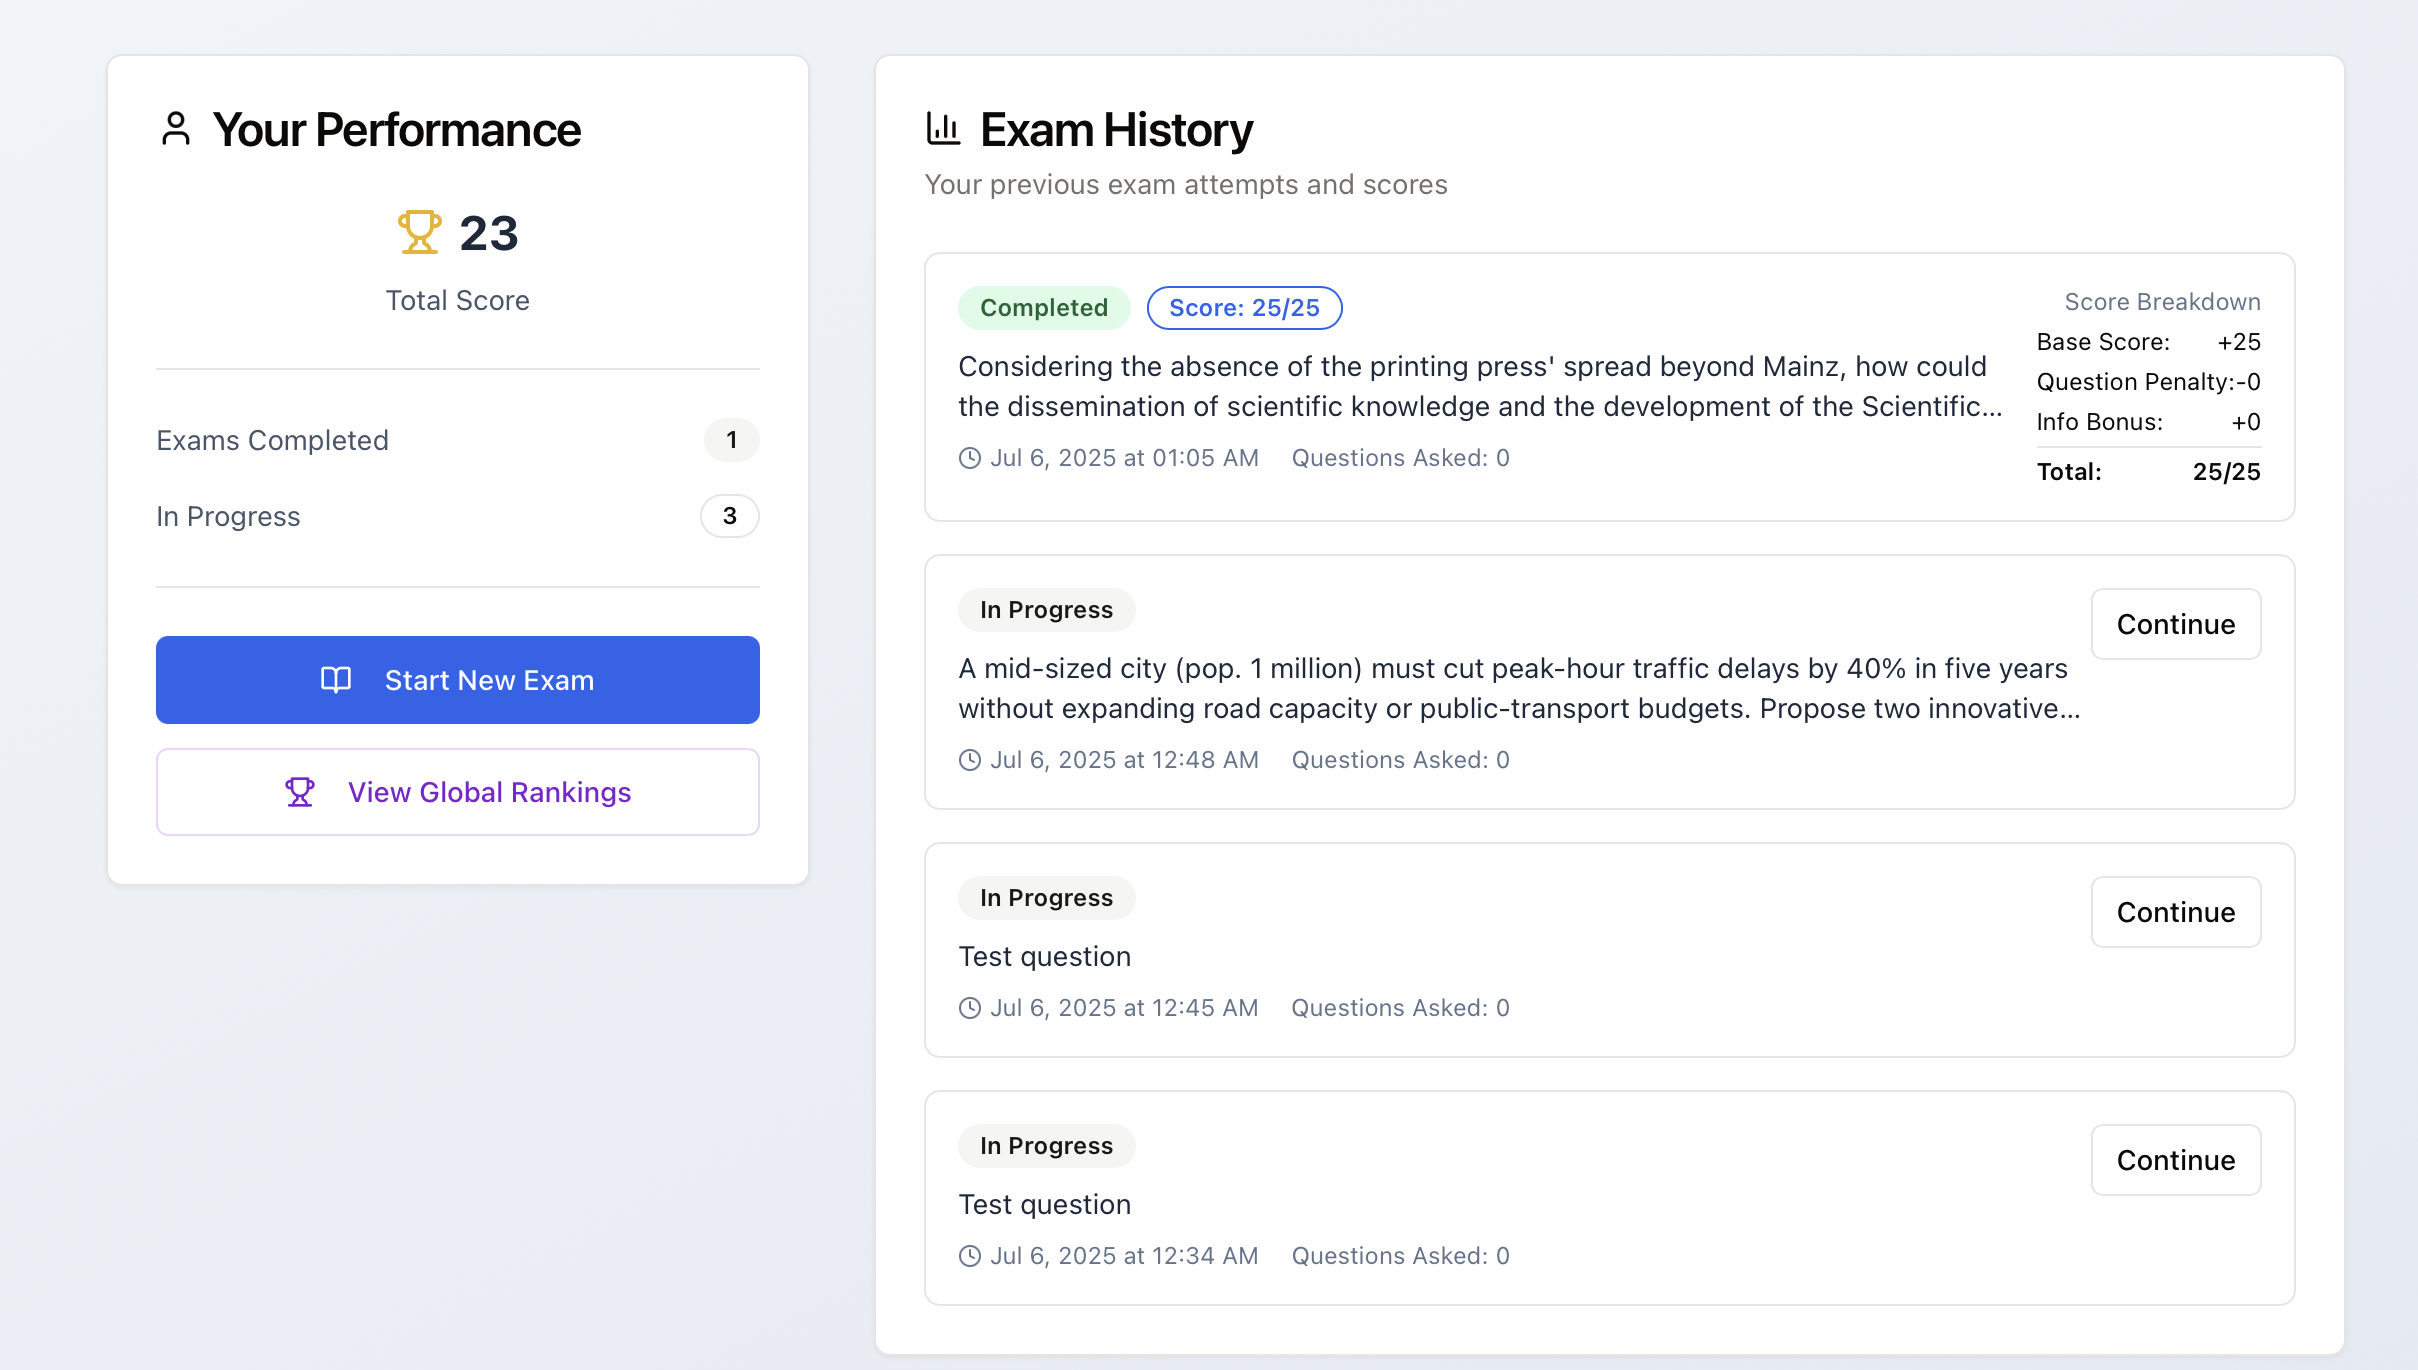 Your Performance
23
Total Score
Exams Completed 1
In Progress 3
Start New Exam
View Global Rankings
Exam History
Your previous exam attempts and scores
Completed Score: 25/25
Considering the absence of the printing press' spread beyond Mainz, how could
the dissemination of scientific knowledge and the development of the Scientific...
Jul 6, 2025 at 01:05 AM Questions Asked: 0
Score Breakdown
Base Score: +25
Question Penalty:-0
Info Bonus: +0
Total: 25/25
In Progress
Continue
A mid-sized city (pop. 1 million) must cut peak-hour traffic delays by 40% in five years
without expanding road capacity or public-transport budgets. Propose two innovative...
Jul 6, 2025 at 12:48 AM Questions Asked: 0
In Progress
Continue
Test question
Jul 6, 2025 at 12:45 AM Questions Asked: 0
In Progress
Continue
Test question
Jul 6, 2025 at 12:34 AM Questions Asked: 0